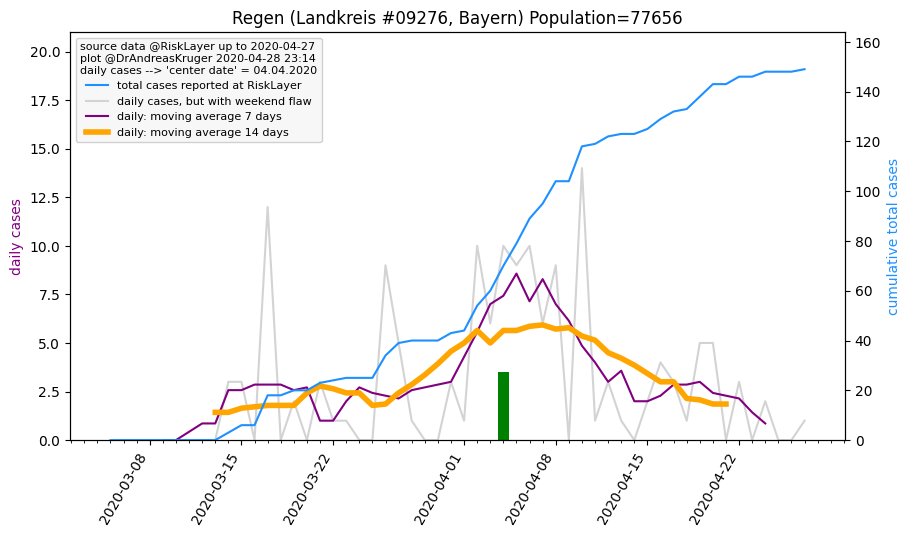 Regen (Landkreis #09276, Bayern) Population=77656
source data @RiskLayer up to 2020-04-27
plot @DrAndreasKruger 2020-04-28 23:14
daily cases --> 'center date' = 04.04.2020
total cases reported at RiskLayer
daily cases, but with weekend flaw
daily: moving average 7 days
daily: moving average 14 days
daily cases
20.0
17.5
15.0
12.5
10.0
7.5
5.0
2.5
0.0
160
140
120
100
80
60
40
20
0
cumulative total cases
2020-03-08
2020-03-15
2020-03-22
2020-04-01
2020-04-08
2020-04-15
2020-04-22